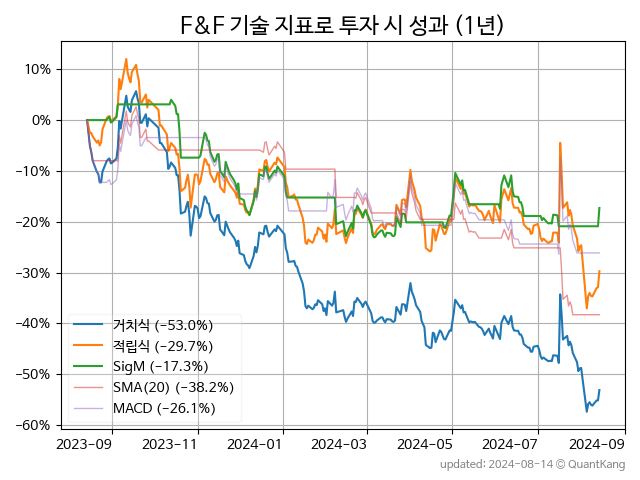 F&F 기술 지표로 투자 시 성과 (1년)
10%
0%
−10%
−20%
−30%
−40%
−50%
−60%
거치식 (−53.0%)
적립식 (−29.7%)
SigM (−17.3%)
SMA(20) (−38.2%)
MACD (−26.1%)
2023-09 2023-11 2024-01 2024-03 2024-05 2024-07 2024-09
updated: 2024-08-14 © QuantKang